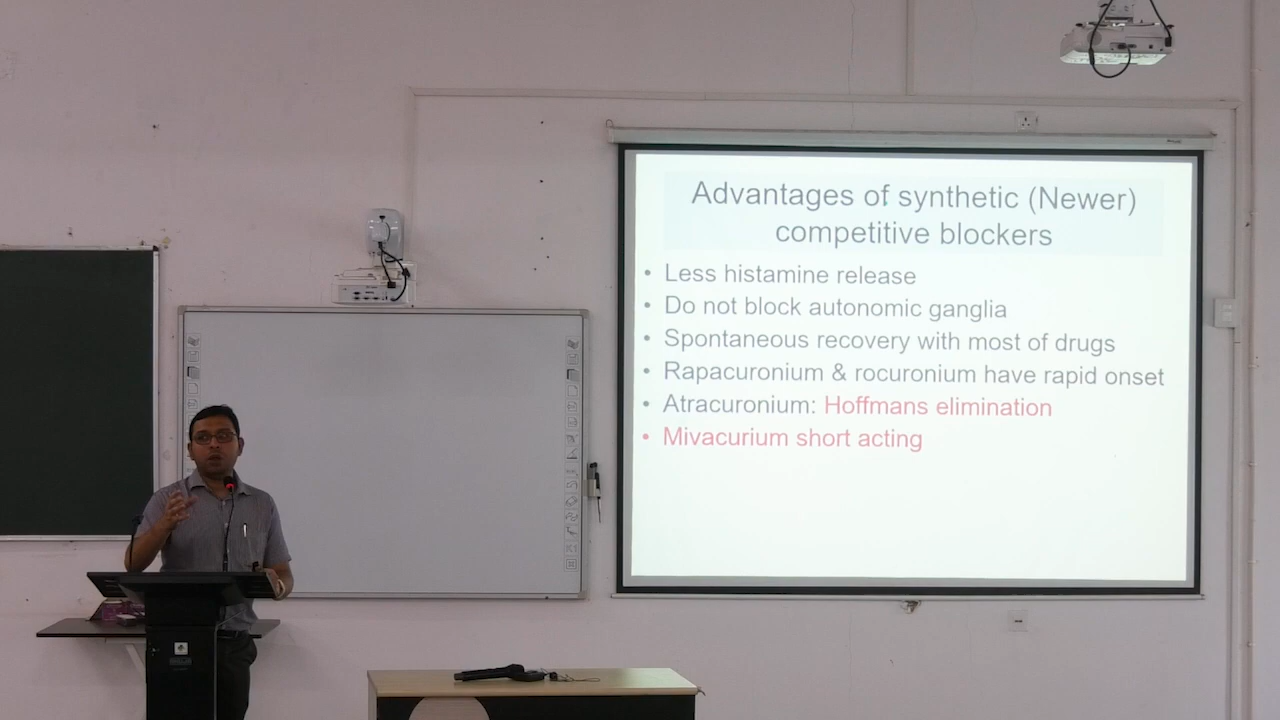 Advantages of synthetic (Newer)
competitive blockers
• Less histamine release
• Do not block autonomic ganglia
• Spontaneous recovery with most of drugs
• Rapacuronium & rocuronium have rapid onset
• Atracuronium: Hoffmans elimination
• Mivacurium short acting